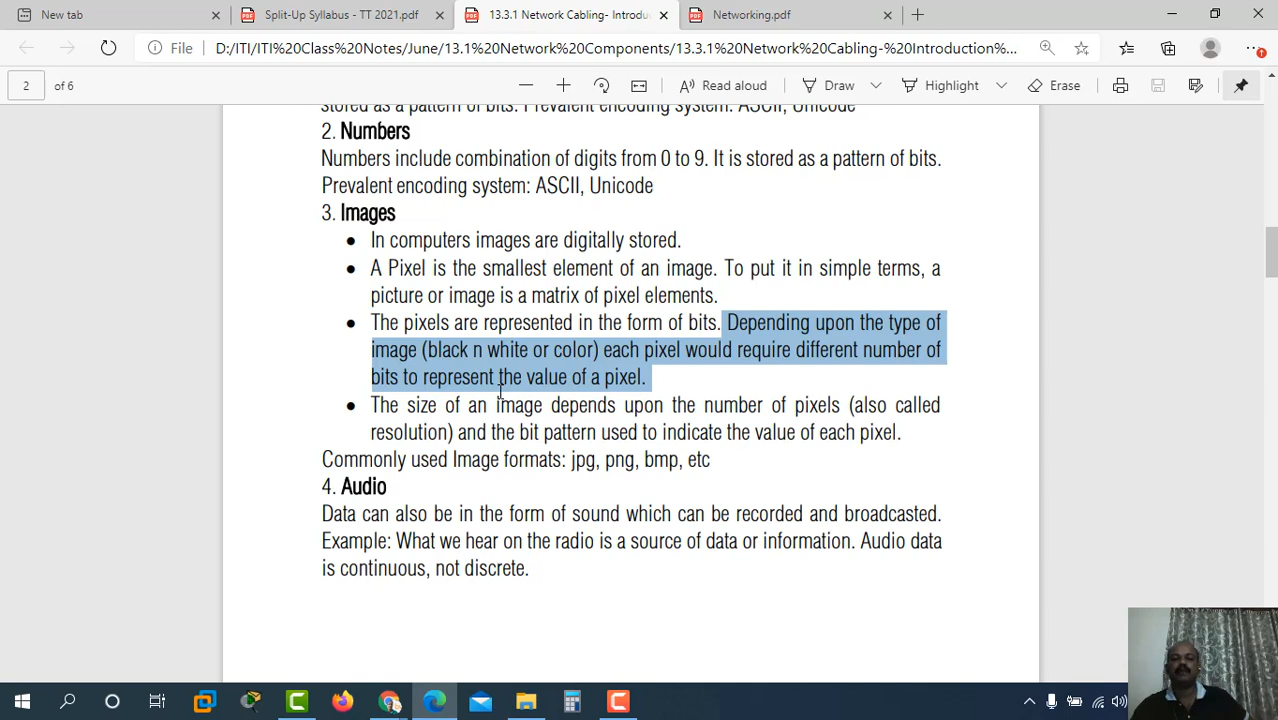 New tab
Split-Up Syllabus - TT 2021.pdf
13.3.1 Network Cabling- Introdu
Networking.pdf
File
D:/ITI/ITI%20Class%20Notes/June/13.1%20Network%20Components/13.3.1%20Network%20Cabling-%20Introduction%...
2 of 6
Read aloud
Draw
Highlight
Erase
stored as a pattern of bits. Prevalent encoding system: ASCII, Unicode
2. Numbers
Numbers include combination of digits from 0 to 9. It is stored as a pattern of bits.
Prevalent encoding system: ASCII, Unicode
3. Images
• In computers images are digitally stored.
• A Pixel is the smallest element of an image. To put it in simple terms, a
picture or image is a matrix of pixel elements.
• The pixels are represented in the form of bits. Depending upon the type of
image (black n white or color) each pixel would require different number of
bits to represent the value of a pixel.
• The size of an image depends upon the number of pixels (also called
resolution) and the bit pattern used to indicate the value of each pixel.
Commonly used Image formats: jpg, png, bmp, etc
4. Audio
Data can also be in the form of sound which can be recorded and broadcasted.
Example: What we hear on the radio is a source of data or information. Audio data
is continuous, not discrete.